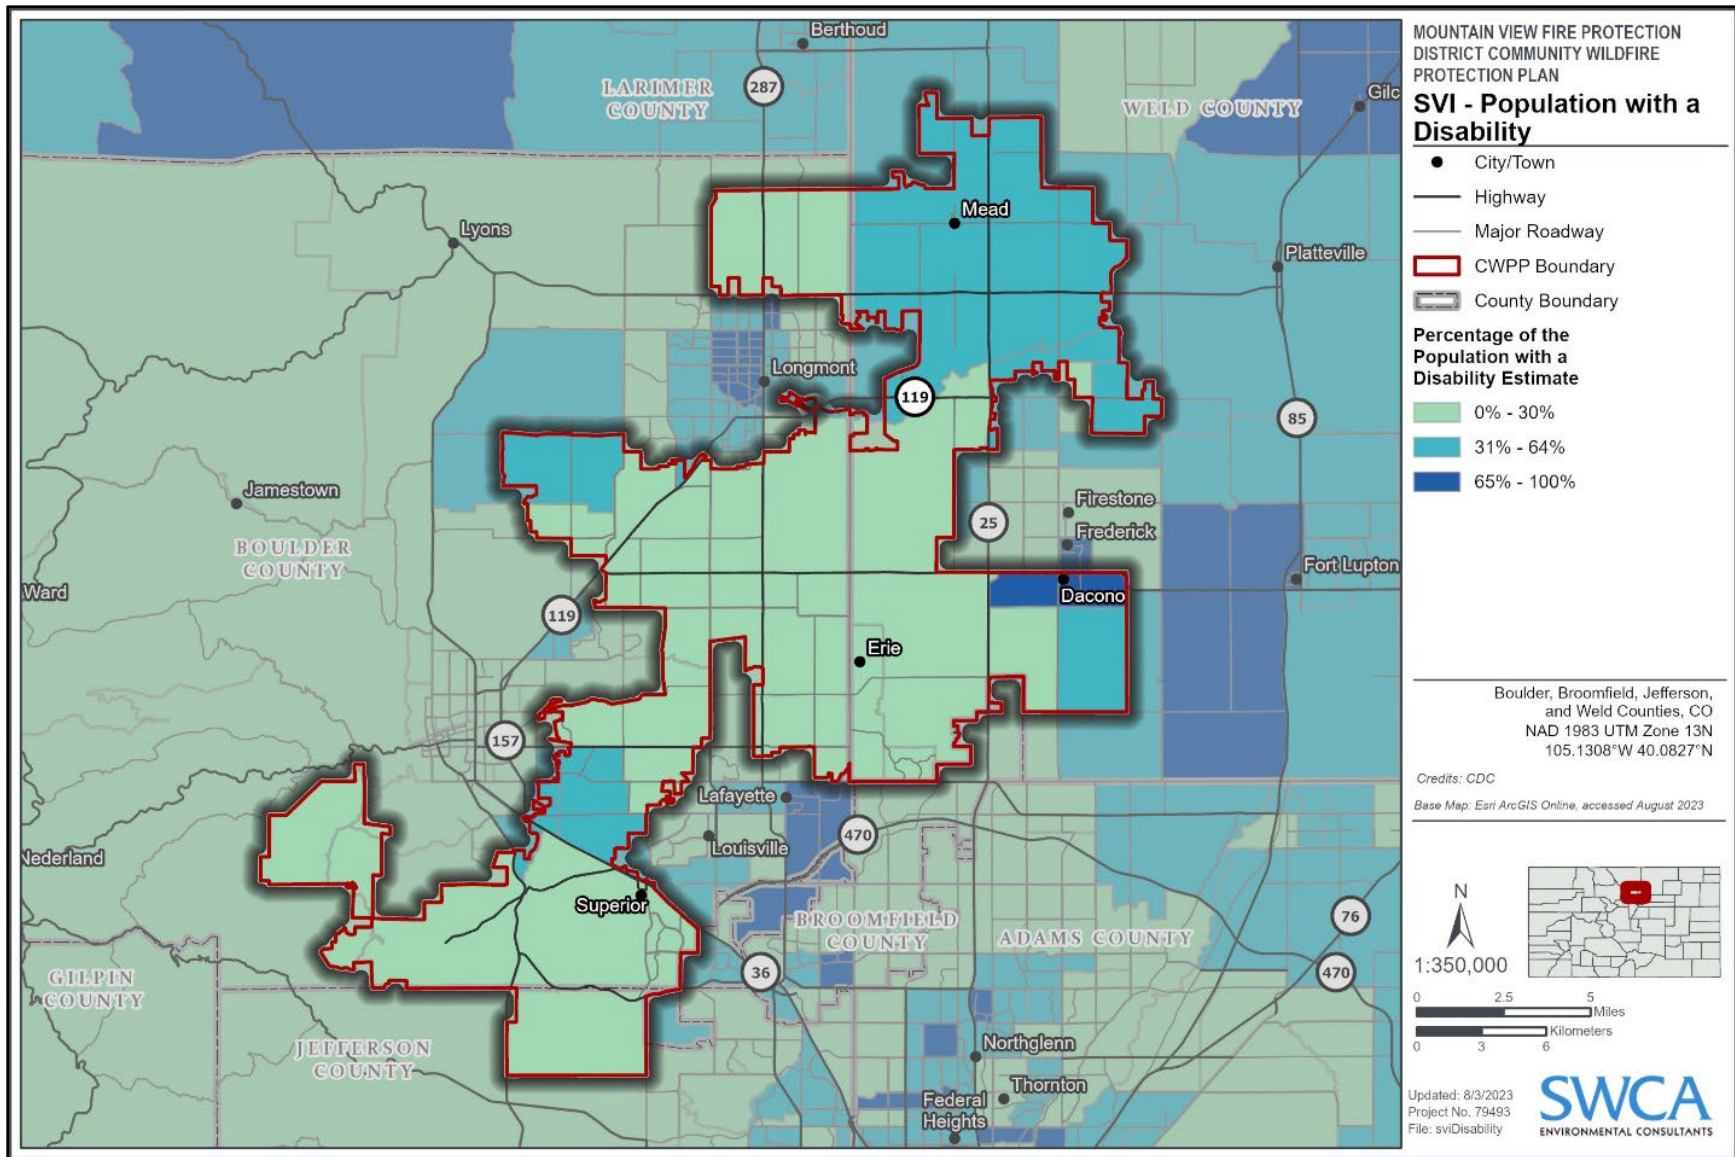 Berthoud
LARIMER
COUNTY
287
WELD COUNTY
Gilc
Mead
Lyons
Platteville
Longmont
119
85
Jamestown
Firestone
25
Frederick
BOULDER
COUNTY
Fort Lupton
Ward
Dacono
119
Erie
157
Lafayette
470
Louisville
Nederland
Superior
BROOMFIELD
COUNTY
ADAMS COUNTY
76
36
470
GILPIN
COUNTY
JEFFERSON
COUNTY
Northglenn
Thornton
Federal
Heights
MOUNTAIN VIEW FIRE PROTECTION
DISTRICT COMMUNITY WILDFIRE
PROTECTION PLAN
SVI - Population with a
Disability
City/Town
Highway
Major Roadway
CWPP Boundary
County Boundary
Percentage of the
Population with a
Disability Estimate
0% - 30%
31% - 64%
65% - 100%
Boulder, Broomfield, Jefferson,
and Weld Counties, CO
NAD 1983 UTM Zone 13N
105.1308°W 40.0827°N
Credits: CDC
Base Map: Esri ArcGIS Online, accessed August 2023
N
1:350,000
0 2.5 5
Miles
Kilometers
0 3 6
Updated: 8/3/2023
Project No. 79493
File: sviDisability
SWCA
ENVIRONMENTAL CONSULTANTS